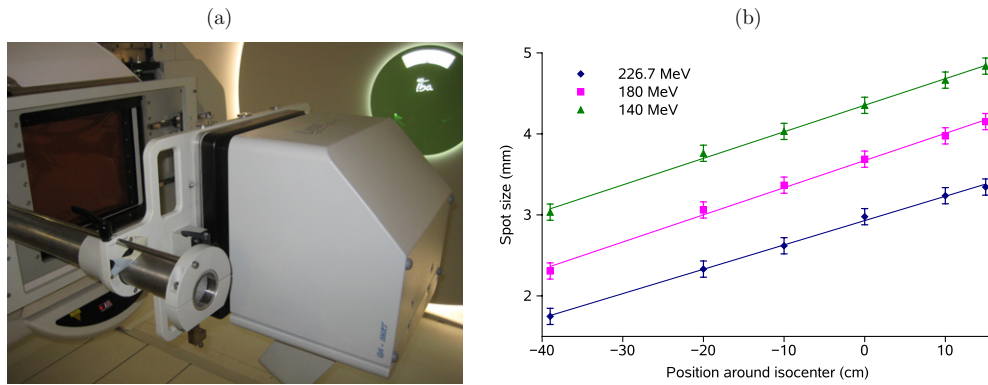 (a)
(b)
iba
5
4
3
2
226.7 MeV
180 MeV
140 MeV
Spot size (mm)
−40
−30
−20
−10
0
10
Position around isocenter (cm)